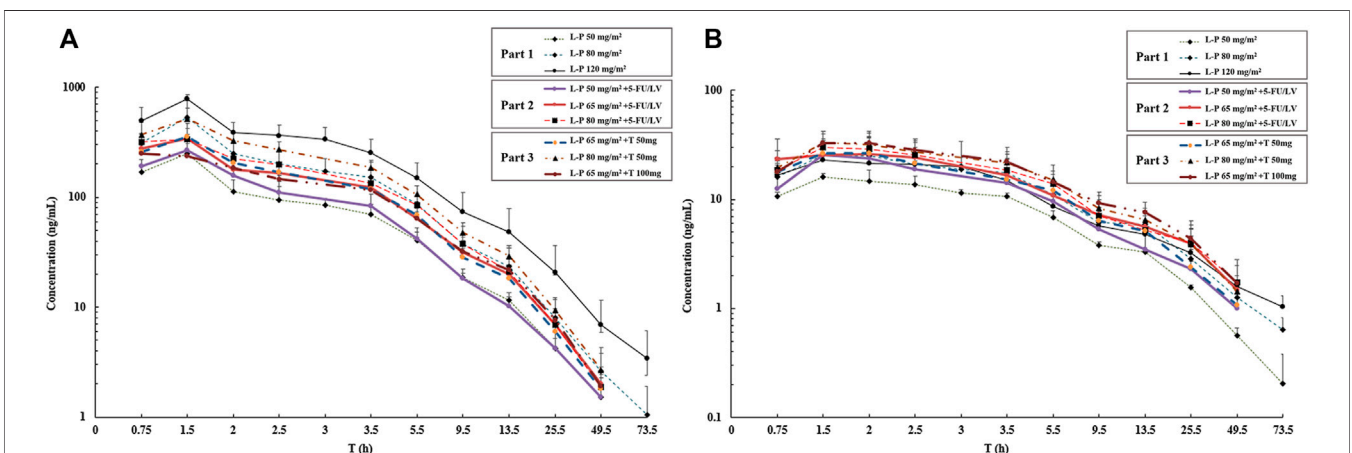 A
Part 1
L-P 50 mg/m²
L-P 80 mg/m²
L-P 120 mg/m²
Part 2
L-P 50 mg/m² +5-FU/LV
L-P 65 mg/m² +5-FU/LV
L-P 80 mg/m² +5-FU/LV
Part 3
L-P 65 mg/m² +T 50mg
L-P 80 mg/m² +T 50mg
L-P 65 mg/m² +T 100mg
Concentration (ng/mL)
1000
100
10
1
0 0.75 1.5 2 2.5 3 3.5 5.5 9.5 13.5 25.5 49.5 73.5
T (h)
B
Part 1
L-P 50 mg/m²
L-P 80 mg/m²
L-P 120 mg/m²
Part 2
L-P 50 mg/m² +5-FU/LV
L-P 65 mg/m² +5-FU/LV
L-P 80 mg/m² +5-FU/LV
Part 3
L-P 65 mg/m² +T 50mg
L-P 80 mg/m² +T 50mg
L-P 65 mg/m² +T 100mg
Concentration (ng/mL)
100
10
1
0.1
0 0.75 1.5 2 2.5 3 3.5 5.5 9.5 13.5 25.5 49.5 73.5
T (h)